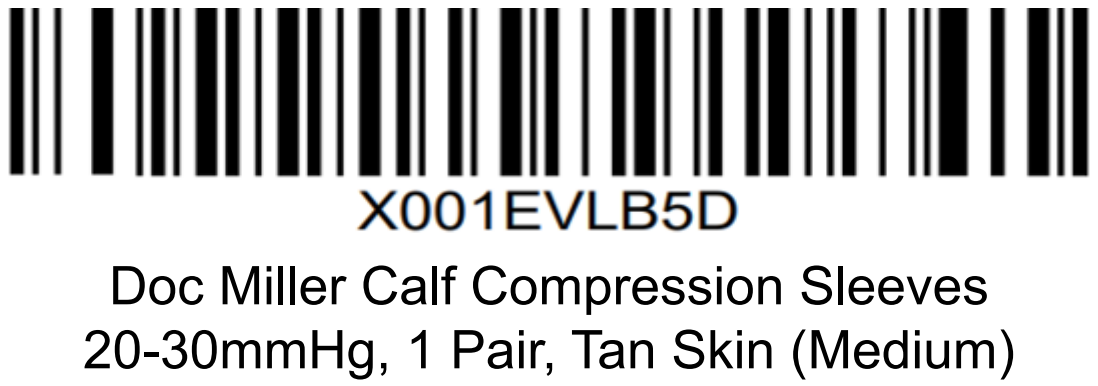 X001EVLB5D
Doc Miller Calf Compression Sleeves
20-30mmHg, 1 Pair, Tan Skin (Medium)